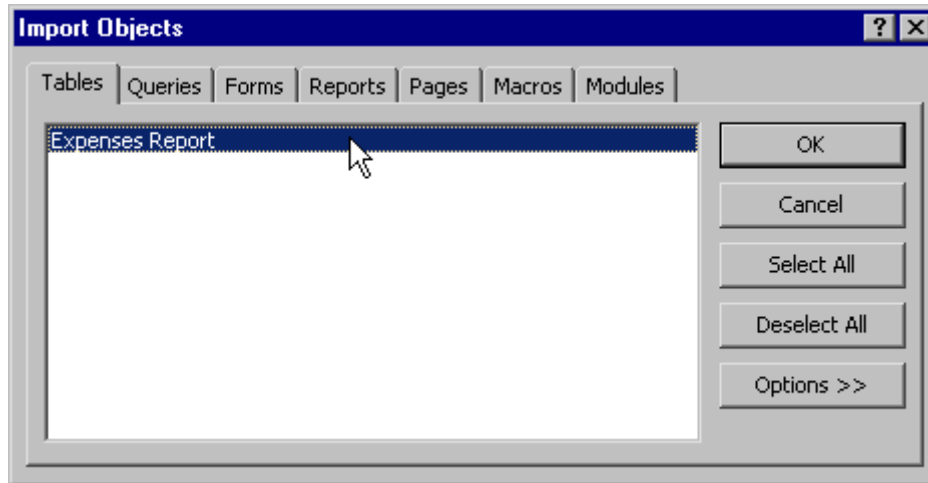 Import Objects
Tables Queries Forms Reports Pages Macros Modules
Expenses Report
OK
Cancel
Select All
Deselect All
Options >>